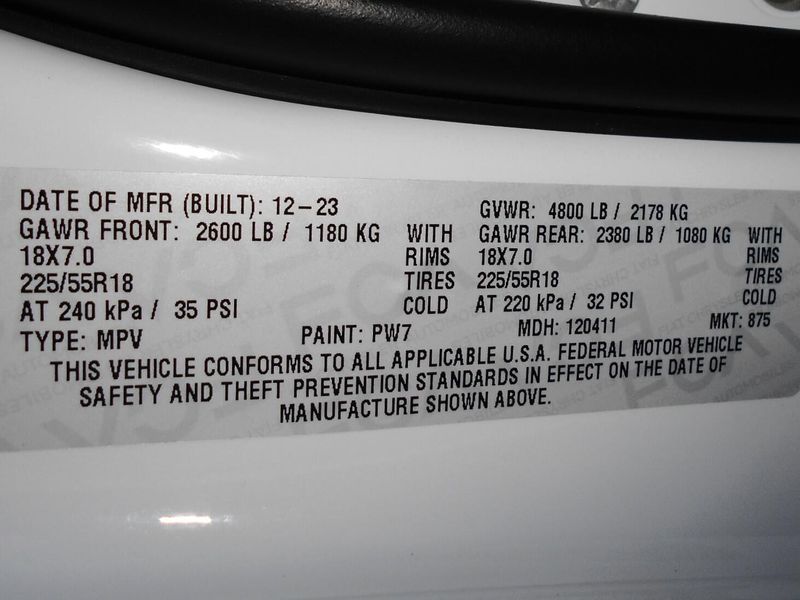 DATE OF MFR (BUILT): 12-23 GVWR: 4800 LB / 2178 KG
GAWR FRONT: 2600 LB / 1180 KG WITH GAWR REAR: 2380 LB / 1080 KG WITH
18X7.0 RIMS 18X7.0 RIMS
225/55R18 TIRES 225/55R18 TIRES
AT 240 kPa / 35 PSI COLD AT 220 kPa / 32 PSI COLD
TYPE: MPV PAINT: PW7 MDH: 120411 MKT: 875
THIS VEHICLE CONFORMS TO ALL APPLICABLE U.S.A. FEDERAL MOTOR VEHICLE
SAFETY AND THEFT PREVENTION STANDARDS IN EFFECT ON THE DATE OF
MANUFACTURE SHOWN ABOVE.